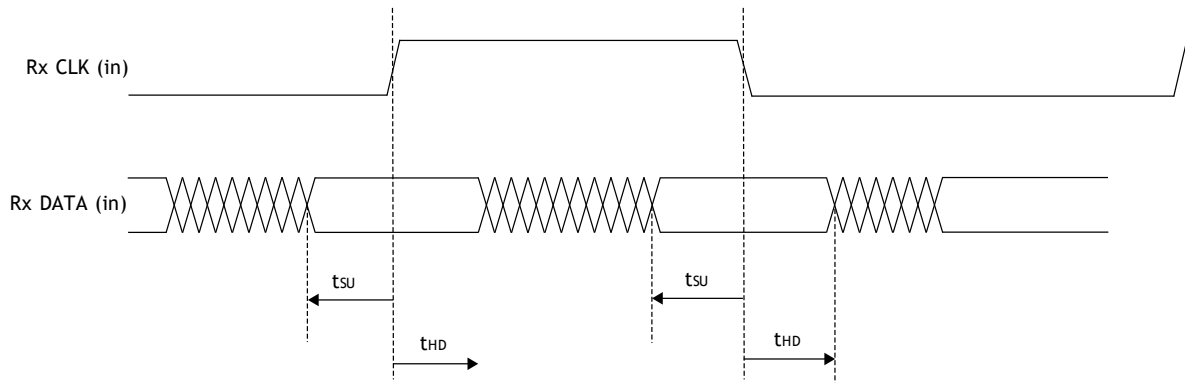 Rx CLK (in)
Rx DATA (in)
tSU
tSU
tHD
tHD